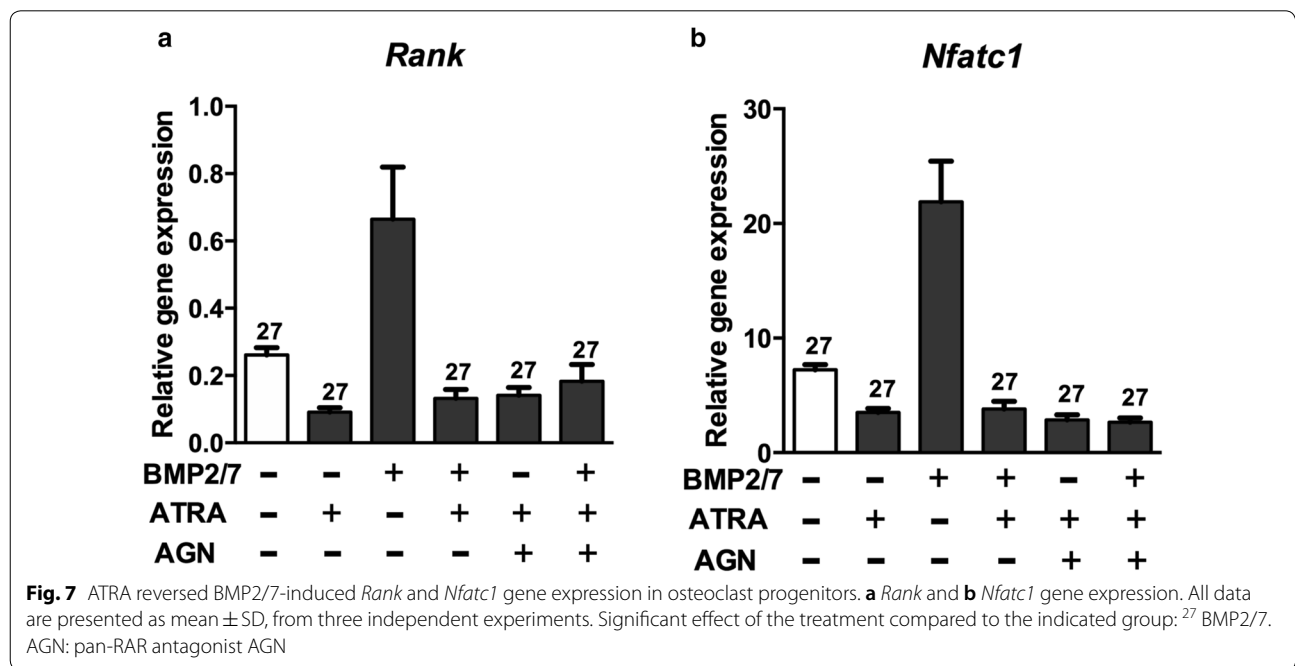 a
Rank
Relative gene expression
1.0
0.8
0.6
0.4
0.2
0.0
27
27
27
27
27
BMP2/7 – – + + – +
ATRA – + – + + +
AGN – – – – + +
b
Nfatc1
Relative gene expression
30
20
10
0
27
27
27
27
27
BMP2/7 – – + + – +
ATRA – + – + + +
AGN – – – – + +
Fig. 7 ATRA reversed BMP2/7-induced Rank and Nfatc1 gene expression in osteoclast progenitors. a Rank and b Nfatc1 gene expression. All data
are presented as mean ± SD, from three independent experiments. Significant effect of the treatment compared to the indicated group: 27 BMP2/7.
AGN: pan-RAR antagonist AGN